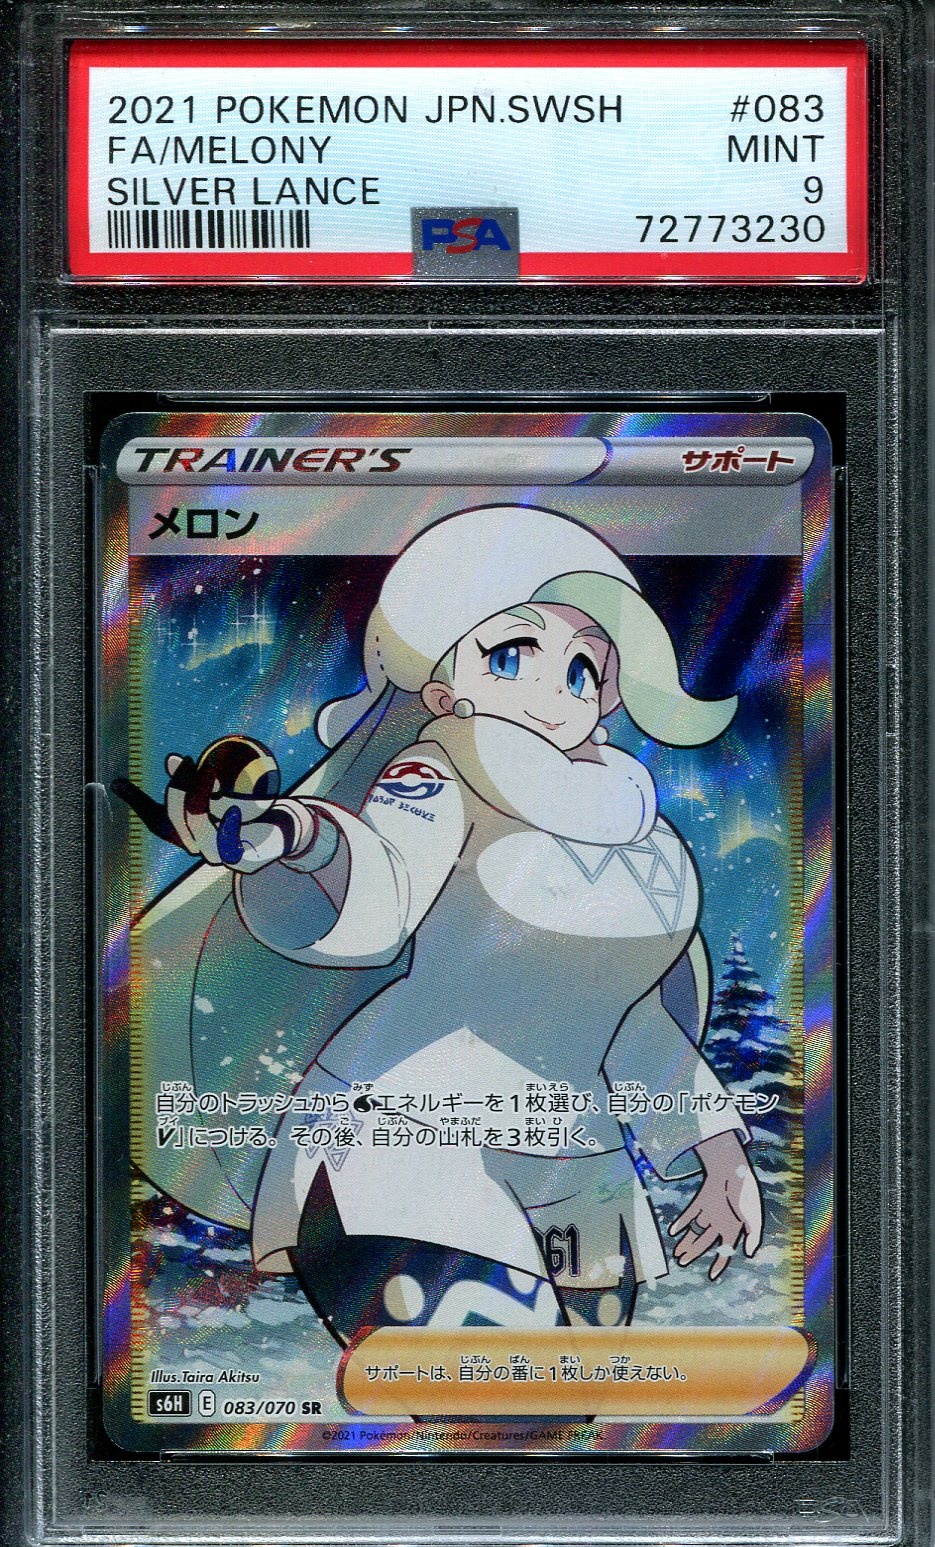 2021 POKEMON JPN.SWSH #083
FA/MELONY MINT
SILVER LANCE 9
PSA 72773230
TRAINER'S サポート
メロン
自分のトラッシュからエネルギーを1枚選び、自分の「ポケモン
V」につける。その後、自分の山札を3枚引く。
61
サポートは、自分の番に1枚しか使えない。
Illus.Taira Akitsu
s6H E 083/070 SR
©2021 Pokémon/Nintendo/Creatures/GAME FREAK.
PSA